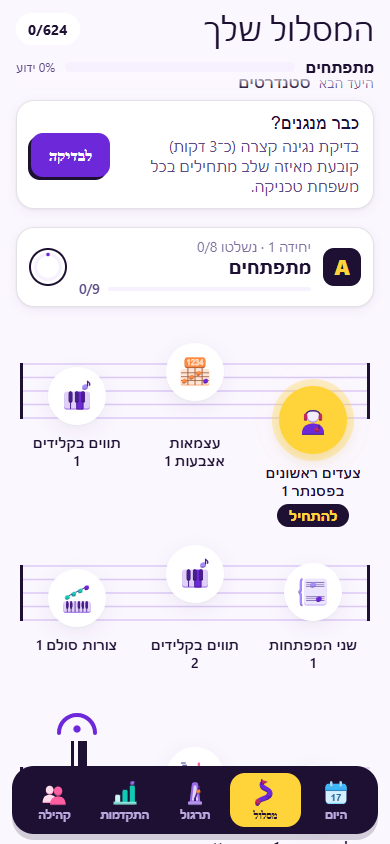 המסלול שלך
0/624
מתפתחים
0% ידוע
היעד הבא סטנדרטים
כבר מנגנים?
בדיקת נגינה קצרה (כ־3 דקות)
קובעת מאיזה שלב מתחילים בכל
משפחת טכניקה.
לבדיקה
A
יחידה 1 · נשלטו 0/8
מתפתחים
0/9
צעדים ראשונים
בפסנתר 1
להתחיל
1234
עצמאות
אצבעות 1
תווים בקלידים
1
שני המפתחות
1
תווים בקלידים
2
צורות סולם 1
17
היום
מסלול
תרגול
התקדמות
קהילה